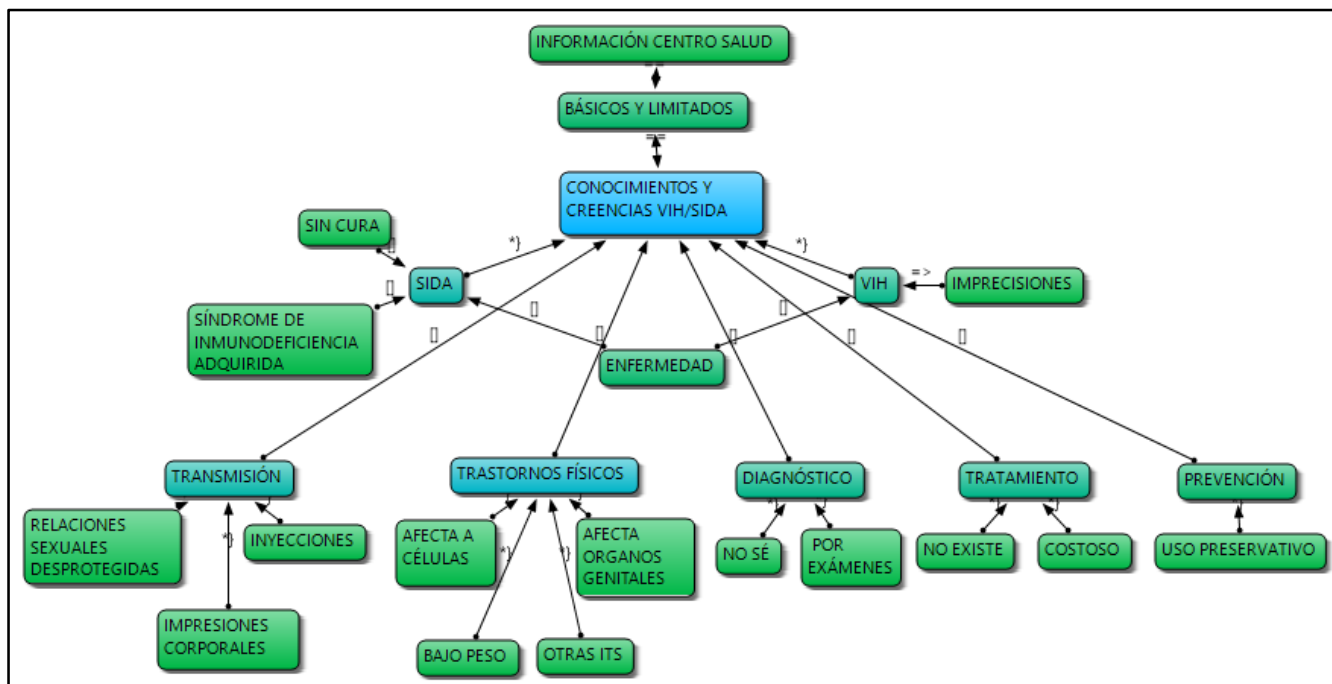 INFORMACIÓN CENTRO SALUD
==
BÁSICOS Y LIMITADOS
==
CONOCIMIENTOS Y
CREENCIAS VIH/SIDA
SIN CURA
[]
*}
*}
SIDA
VIH
=>
IMPRECISIONES
[]
SÍNDROME DE
INMUNODEFICIENCIA
ADQUIRIDA
[]
[]
[]
[]
[]
[]
[]
ENFERMEDAD
TRANSMISIÓN
TRASTORNOS FÍSICOS
DIAGNÓSTICO
TRATAMIENTO
PREVENCIÓN
RELACIONES
SEXUALES
DESPROTEGIDAS
*}
INYECCIONES
AFECTA A
CÉLULAS
*}
*}
AFECTA
ORGANOS
GENITALES
NO SÉ
POR
EXÁMENES
NO EXISTE
COSTOSO
USO PRESERVATIVO
IMPRESIONES
CORPORALES
BAJO PESO
OTRAS ITS